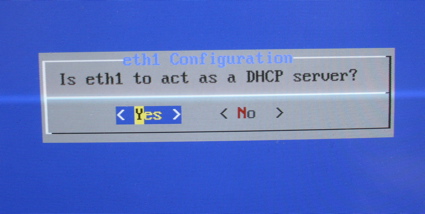 eth1 Configuration
Is eth1 to act as a DHCP server?
< Yes > < No >